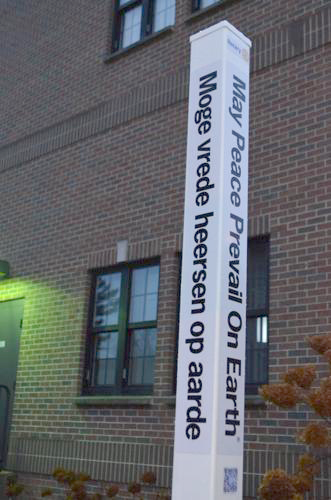 Moge vrede heersen op aarde
May Peace Prevail On Earth